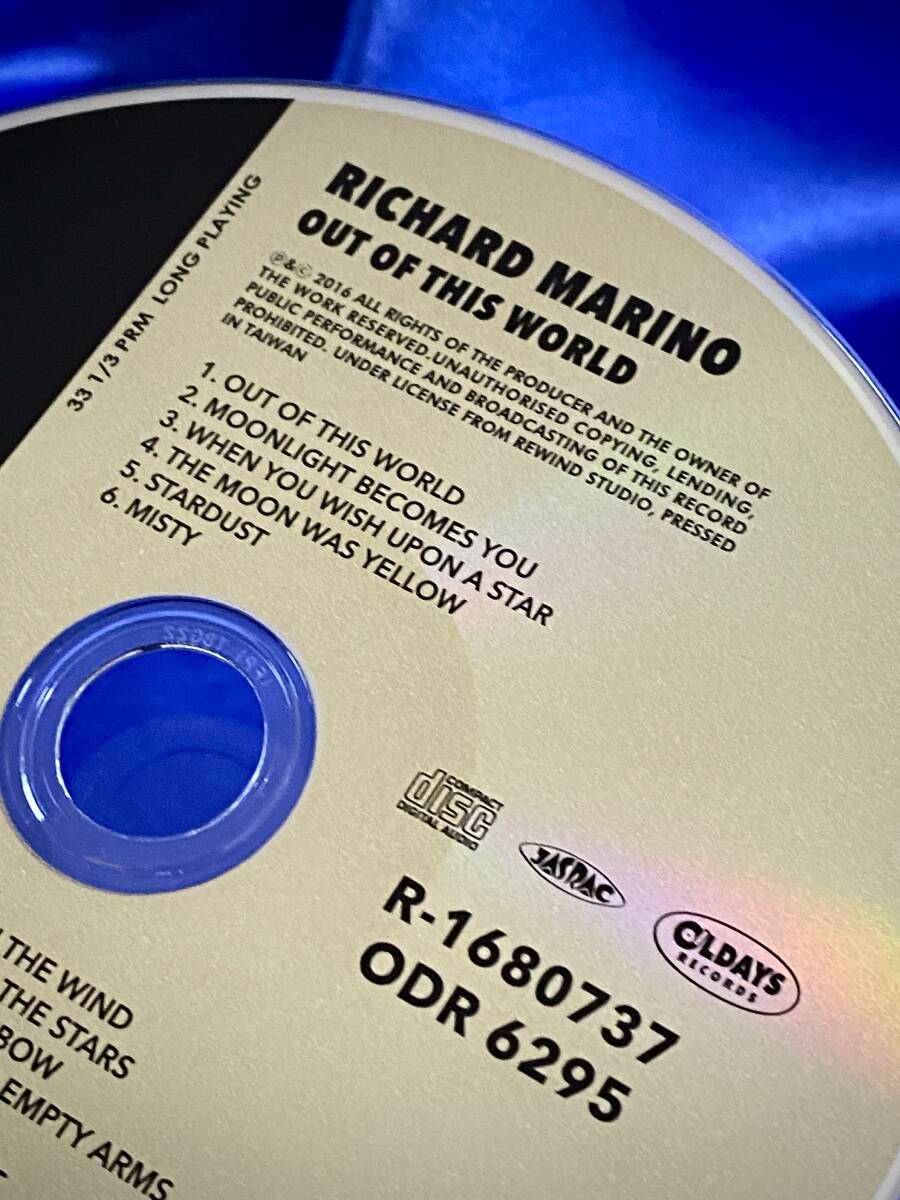 RICHARD MARINO
OUT OF THIS WORLD
℗&© 2016 ALL RIGHTS OF THE PRODUCER AND THE OWNER OF
THE WORK RESERVED.UNAUTHORISED COPYING, LENDING,
PUBLIC PERFORMANCE AND BROADCASTING OF THIS RECORD
PROHIBITED. UNDER LICENSE FROM REWIND STUDIO, PRESSED
IN TAIWAN
33 1/3 PRM LONG PLAYING
1. OUT OF THIS WORLD
2. MOONLIGHT BECOMES YOU
3. WHEN YOU WISH UPON A STAR
4. THE MOON WAS YELLOW
5. STARDUST
6. MISTY
COMPACT
disc
DIGITAL AUDIO
JASRAC
OLDAYS
RECORDS
R-1680737
ODR 6295
THE WIND
THE STARS
BOW
EMPTY ARMS